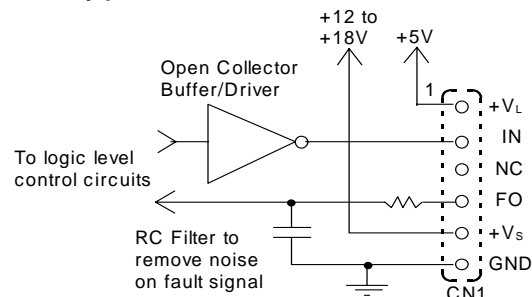 +12 to
+18V
+5V
Open Collector
Buffer/Driver
1
+VL
IN
NC
To logic level
control circuits
FO
RC Filter to
remove noise
on fault signal
+VS
GND
CN1